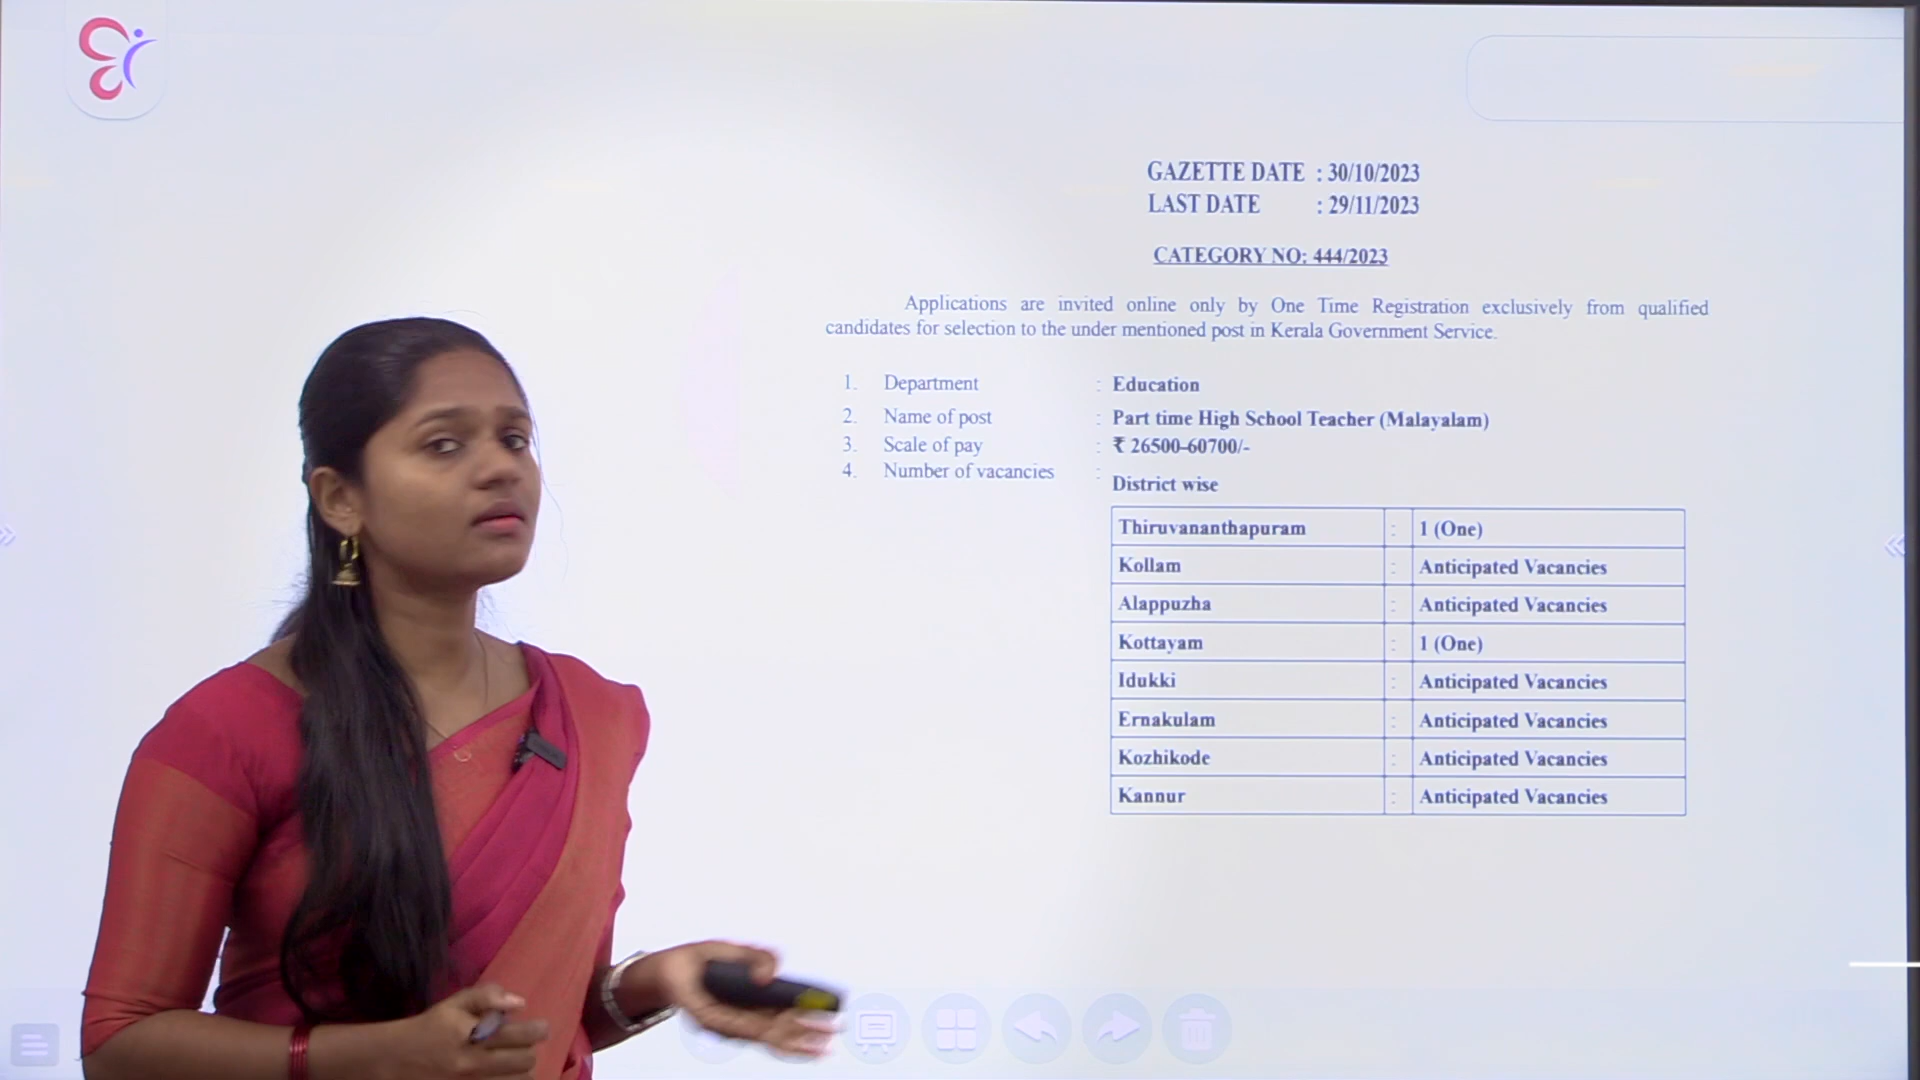 GAZETTE DATE : 30/10/2023
LAST DATE : 29/11/2023
CATEGORY NO: 444/2023
Applications are invited online only by One Time Registration exclusively from qualified
candidates for selection to the under mentioned post in Kerala Government Service.
1. Department : Education
2. Name of post : Part time High School Teacher (Malayalam)
3. Scale of pay : ₹ 26500-60700/-
4. Number of vacancies :
District wise
Thiruvananthapuram : 1 (One)
Kollam : Anticipated Vacancies
Alappuzha : Anticipated Vacancies
Kottayam : 1 (One)
Idukki : Anticipated Vacancies
Ernakulam : Anticipated Vacancies
Kozhikode : Anticipated Vacancies
Kannur : Anticipated Vacancies